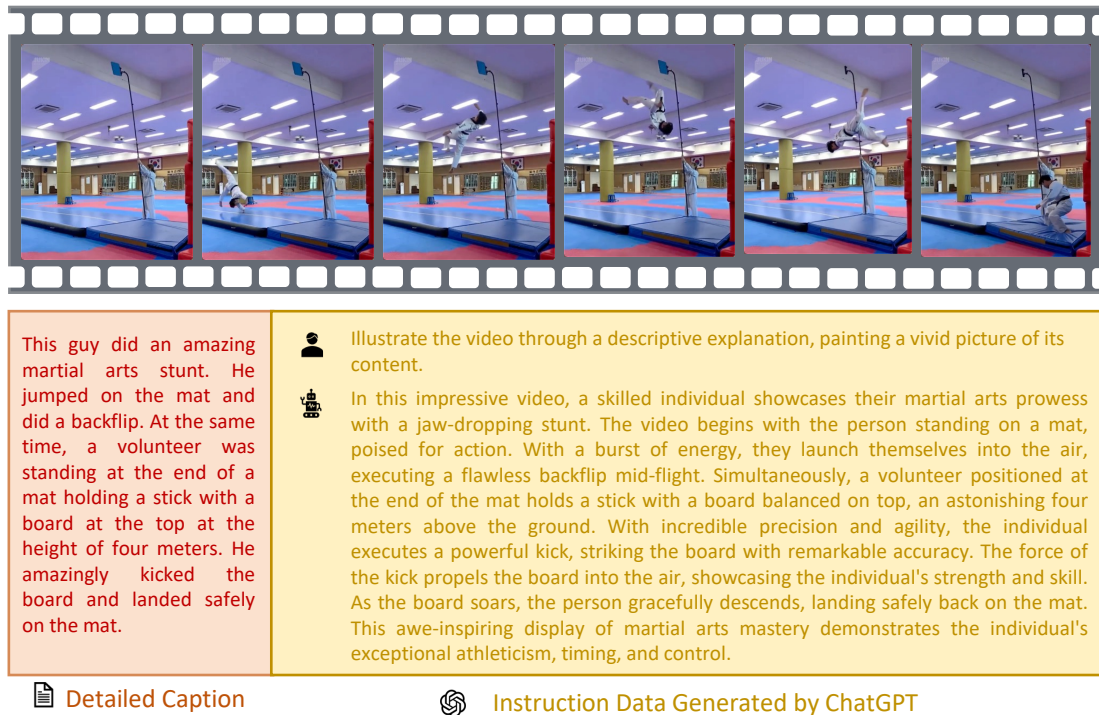 This guy did an amazing
martial arts stunt. He
jumped on the mat and
did a backflip. At the same
time, a volunteer was
standing at the end of a
mat holding a stick with a
board at the top at the
height of four meters. He
amazingly kicked the
board and landed safely
on the mat.
Illustrate the video through a descriptive explanation, painting a vivid picture of its
content.
In this impressive video, a skilled individual showcases their martial arts prowess
with a jaw-dropping stunt. The video begins with the person standing on a mat,
poised for action. With a burst of energy, they launch themselves into the air,
executing a flawless backflip mid-flight. Simultaneously, a volunteer positioned at
the end of the mat holds a stick with a board balanced on top, an astonishing four
meters above the ground. With incredible precision and agility, the individual
executes a powerful kick, striking the board with remarkable accuracy. The force of
the kick propels the board into the air, showcasing the individual's strength and skill.
As the board soars, the person gracefully descends, landing safely back on the mat.
This awe-inspiring display of martial arts mastery demonstrates the individual's
exceptional athleticism, timing, and control.
Detailed Caption
Instruction Data Generated by ChatGPT